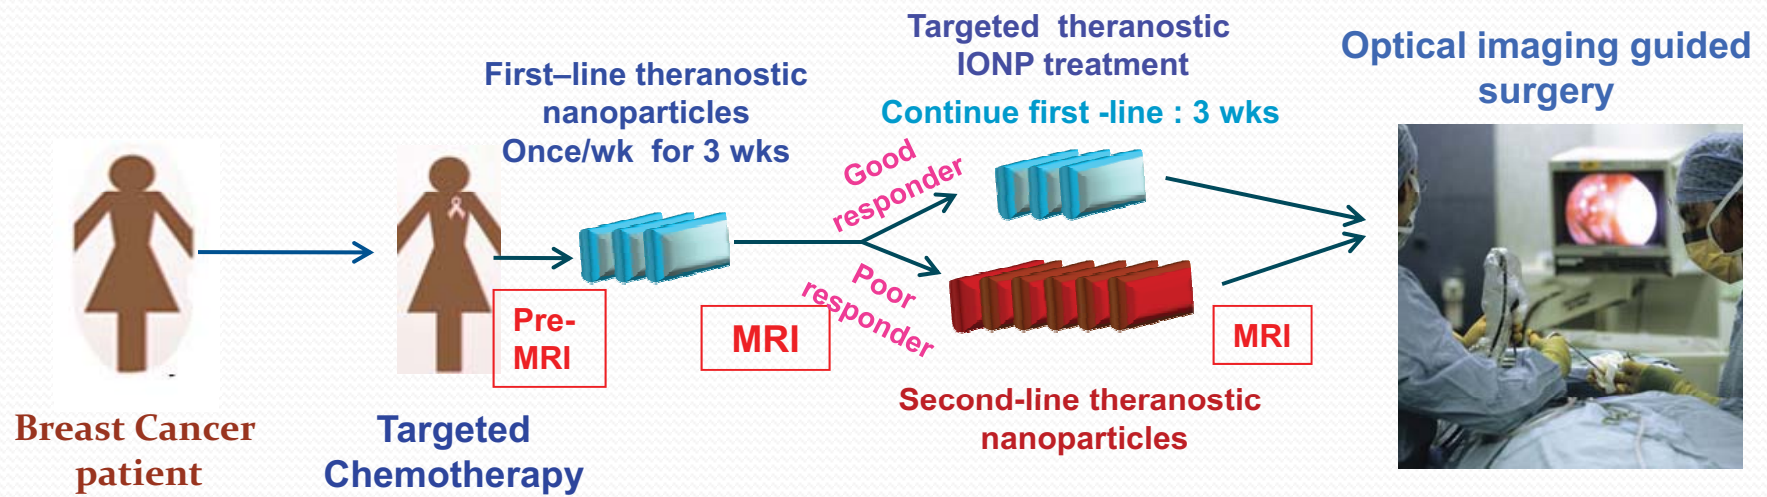 Breast Cancer
patient
Targeted
Chemotherapy
Pre-
MRI
First–line theranostic
nanoparticles
Once/wk for 3 wks
MRI
Good
responder
Poor
responder
Targeted theranostic
IONP treatment
Continue first -line : 3 wks
Second-line theranostic
nanoparticles
MRI
Optical imaging guided
surgery